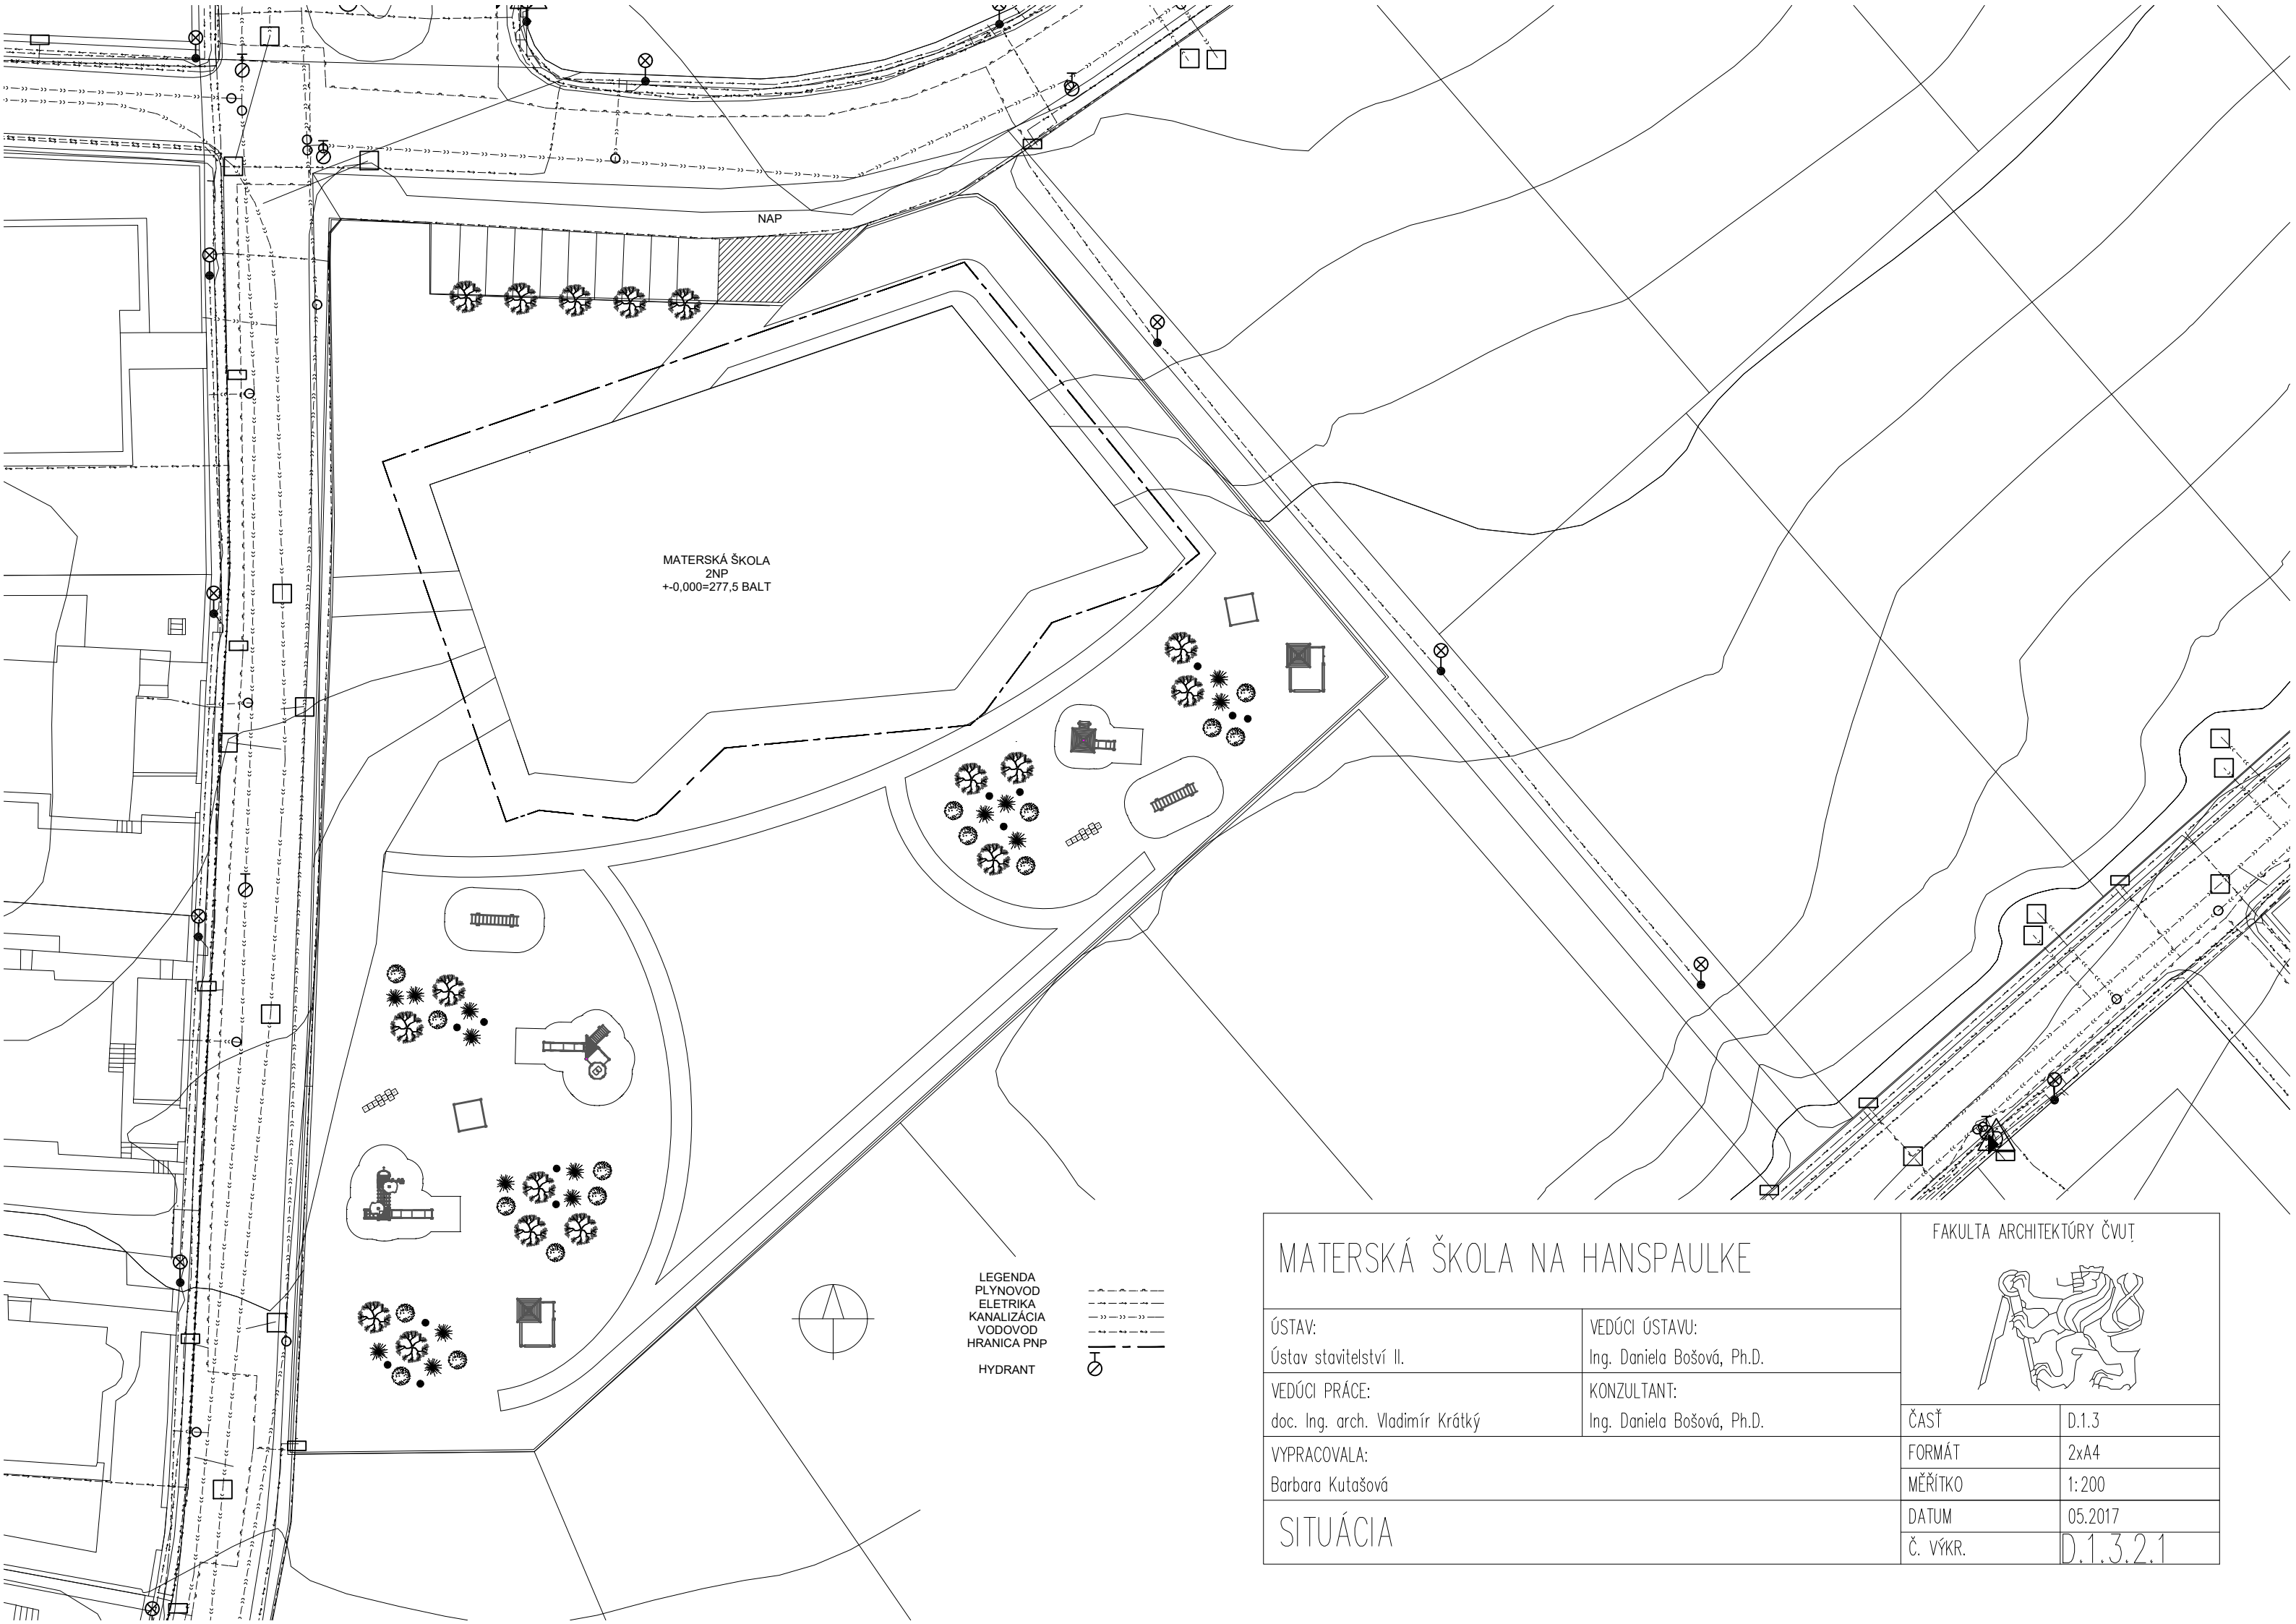 NAP
MATERSKÁ ŠKOLA
2NP
+-0,000=277,5 BALT
LEGENDA
PLYNOVOD
ELETRIKA
KANALIZÁCIA
VODOVOD
HRANICA PNP
HYDRANT
MATERSKÁ ŠKOLA NA HANSPAULKE
FAKULTA ARCHITEKTÚRY ČVUT
ÚSTAV:
Ústav stavitelství II.
VEDÚCI ÚSTAVU:
Ing. Daniela Bošová, Ph.D.
VEDÚCI PRÁCE:
doc. Ing. arch. Vladimír Krátký
KONZULTANT:
Ing. Daniela Bošová, Ph.D.
VYPRACOVALA:
Barbara Kutašová
SITUÁCIA
ČASŤ D.1.3
FORMÁT 2xA4
MĚŘÍTKO 1:200
DATUM 05.2017
Č. VÝKR. D.1.3.2.1